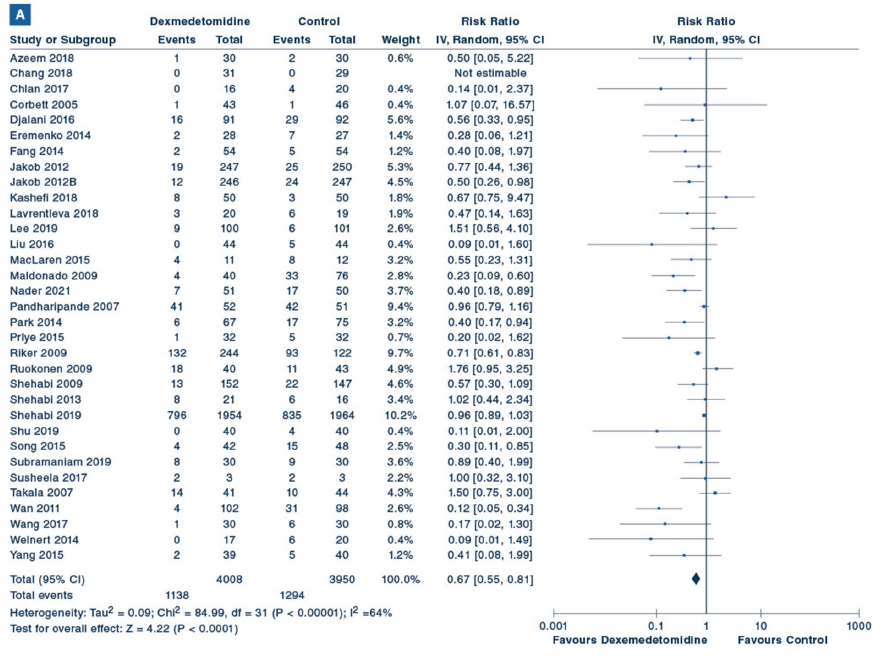 A
Dexmedetomidine Control Risk Ratio Risk Ratio
Study or Subgroup Events Total Events Total Weight IV, Random, 95% CI IV, Random, 95% CI
Azeem 2018 1 30 2 30 0.6% 0.50 [0.05, 5.22]
Chang 2018 0 31 0 29 Not estimable
Chian 2017 0 16 4 20 0.4% 0.14 [0.01, 2.37]
Corbett 2005 1 43 1 46 0.4% 1.07 [0.07, 16.57]
Djalani 2016 16 91 29 92 5.6% 0.56 [0.33, 0.95]
Eremenko 2014 2 28 7 27 1.4% 0.28 [0.06, 1.21]
Fang 2014 2 54 5 54 1.2% 0.40 [0.08, 1.97]
Jakob 2012 19 247 25 250 5.3% 0.77 [0.44, 1.36]
Jakob 2012B 12 246 24 247 4.5% 0.50 [0.26, 0.98]
Kashefi 2018 8 50 3 50 1.8% 0.67 [0.75, 9.47]
Lavrentieva 2018 3 20 6 19 2.0% 0.47 [0.14, 1.63]
Lee 2019 9 100 6 101 2.6% 1.51 [0.56, 4.10]
Liu 2016 0 44 5 44 0.4% 0.09 [0.01, 1.60]
MacLaren 2015 4 11 8 12 3.2% 0.55 [0.23, 1.31]
Maldonado 2009 4 40 33 76 2.8% 0.23 [0.09, 0.60]
Nader 2021 7 51 17 50 3.6% 0.40 [0.18, 0.89]
Pandharipande 2007 41 52 42 51 9.4% 0.96 [0.79, 1.16]
Park 2014 6 67 17 75 3.2% 0.40 [0.17, 0.94]
Priye 2015 1 32 5 32 0.7% 0.20 [0.02, 1.62]
Riker 2009 132 244 93 122 9.7% 0.71 [0.61, 0.83]
Ruokonen 2009 18 40 11 43 4.9% 1.76 [0.95, 3.25]
Shehabi 2009 13 152 22 147 4.5% 0.57 [0.30, 1.09]
Shehabi 2013 8 21 6 16 3.3% 1.02 [0.44, 2.34]
Shehabi 2019 796 1954 835 1964 10.2% 0.96 [0.89, 1.03]
Shu 2019 0 40 4 40 0.4% 0.11 [0.01, 2.00]
Song 2015 4 42 15 48 2.5% 0.30 [0.11, 0.85]
Subramaniam 2019 8 30 9 30 3.6% 0.89 [0.40, 1.99]
Susheela 2017 2 3 2 3 2.2% 1.00 [0.32, 3.10]
Takala 2007 14 41 10 44 4.3% 1.50 [0.75, 3.00]
Wan 2011 4 102 31 98 2.6% 0.12 [0.05, 0.34]
Wang 2017 1 30 6 30 0.8% 0.17 [0.02, 1.30]
Weinert 2014 0 17 6 20 0.4% 0.09 [0.01, 1.49]
Yang 2015 2 39 5 40 1.2% 0.41 [0.08, 1.99]
Total (95% CI) 4008 3950 100.0% 0.67 [0.55, 0.81]
Total events 1138 1294
Heterogeneity: Tau² = 0.09; Chi² = 84.99, df = 31 (P < 0.00001); I² =64%
Test for overall effect: Z = 4.22 (P < 0.0001)
0.001 0.1 1 10 1000
Favours Dexmedetomidine Favours Control